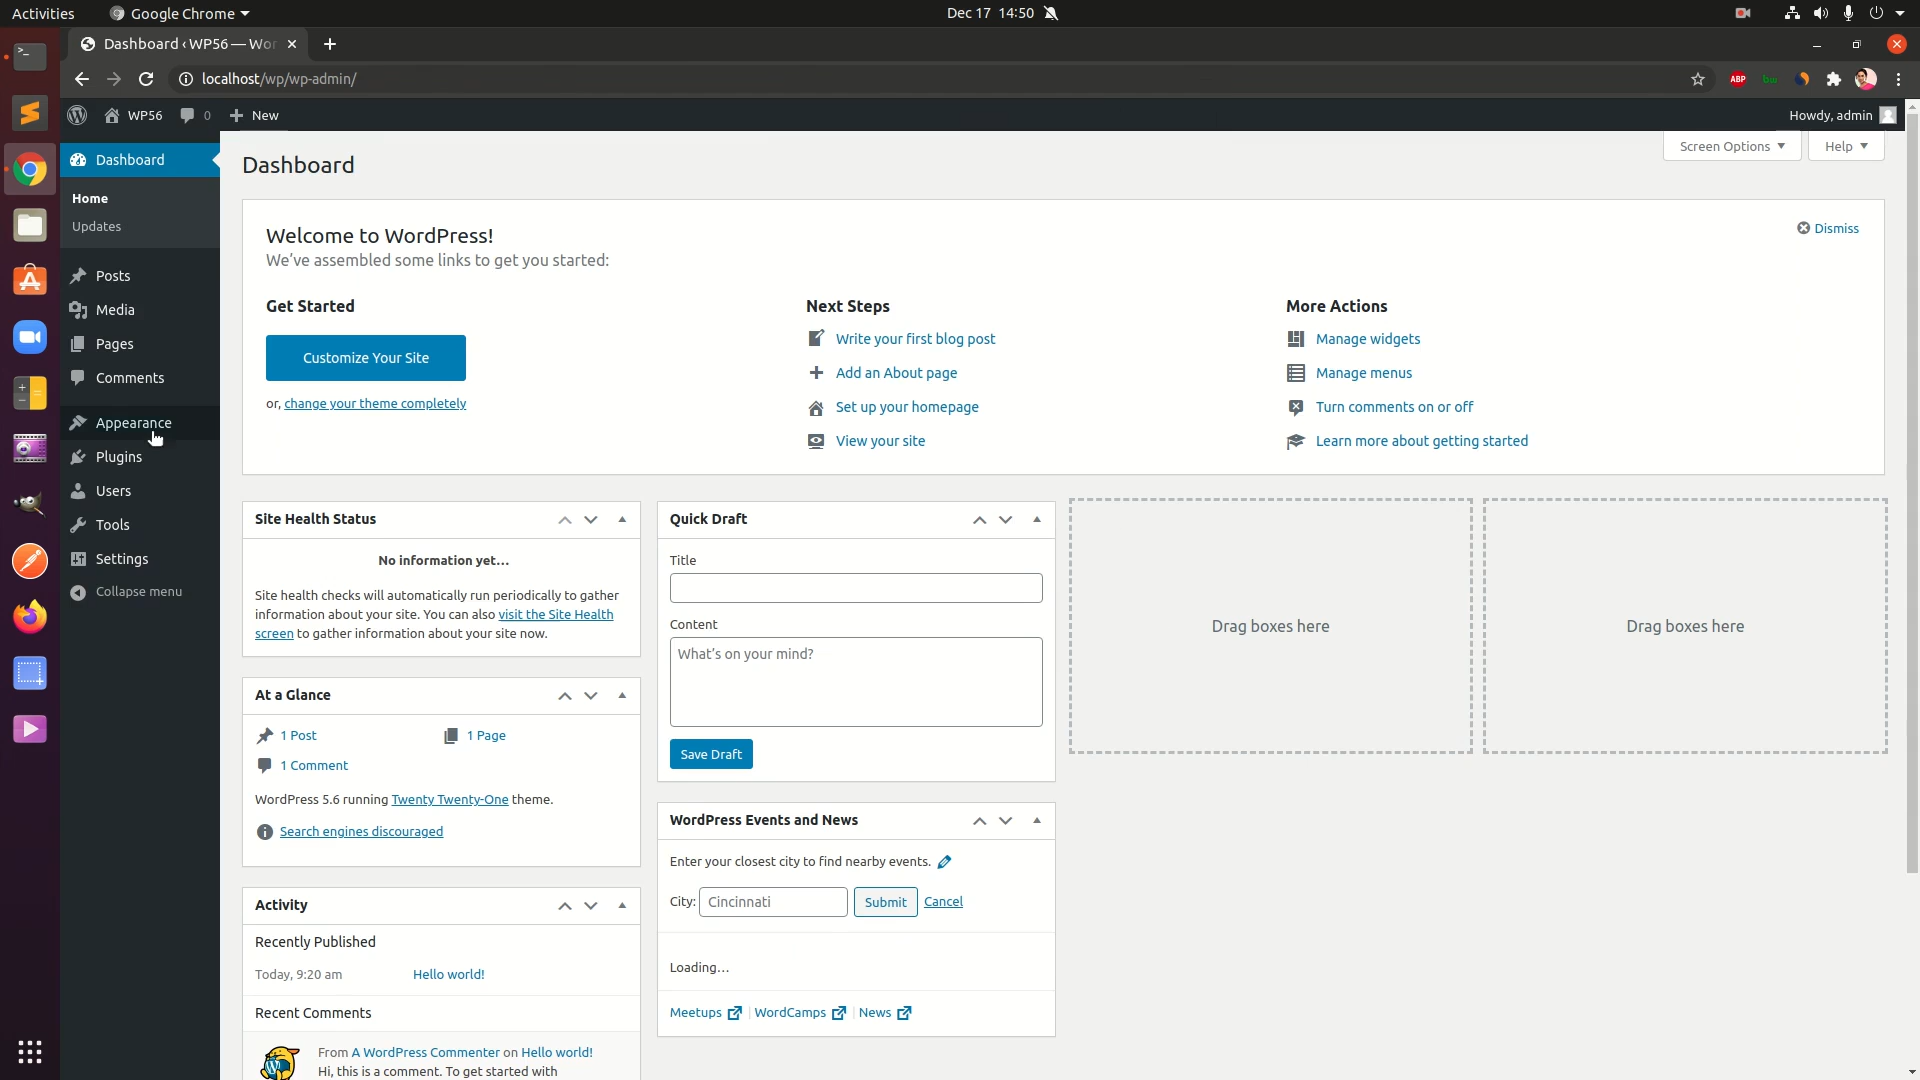 Activities
Google Chrome
Dec 17 14:50
Dashboard ‹ WP56 — Wor
localhost/wp/wp-admin/
ABP
WP56
0
New
Howdy, admin
Dashboard
Home
Updates
Posts
Media
Pages
Comments
Appearance
Plugins
Users
Tools
Settings
Collapse menu
Dashboard
Screen Options
Help
Welcome to WordPress!
We've assembled some links to get you started:
Dismiss
Get Started
Customize Your Site
or, change your theme completely
Next Steps
Write your first blog post
Add an About page
Set up your homepage
View your site
More Actions
Manage widgets
Manage menus
Turn comments on or off
Learn more about getting started
Site Health Status
No information yet…
Site health checks will automatically run periodically to gather
information about your site. You can also visit the Site Health
screen to gather information about your site now.
At a Glance
1 Post
1 Page
1 Comment
WordPress 5.6 running Twenty Twenty-One theme.
Search engines discouraged
Activity
Recently Published
Today, 9:20 am
Hello world!
Recent Comments
From A WordPress Commenter on Hello world!
Hi, this is a comment. To get started with
Quick Draft
Title
Content
What's on your mind?
Save Draft
WordPress Events and News
Enter your closest city to find nearby events.
City: Cincinnati Submit Cancel
Loading…
Meetups | WordCamps | News
Drag boxes here
Drag boxes here